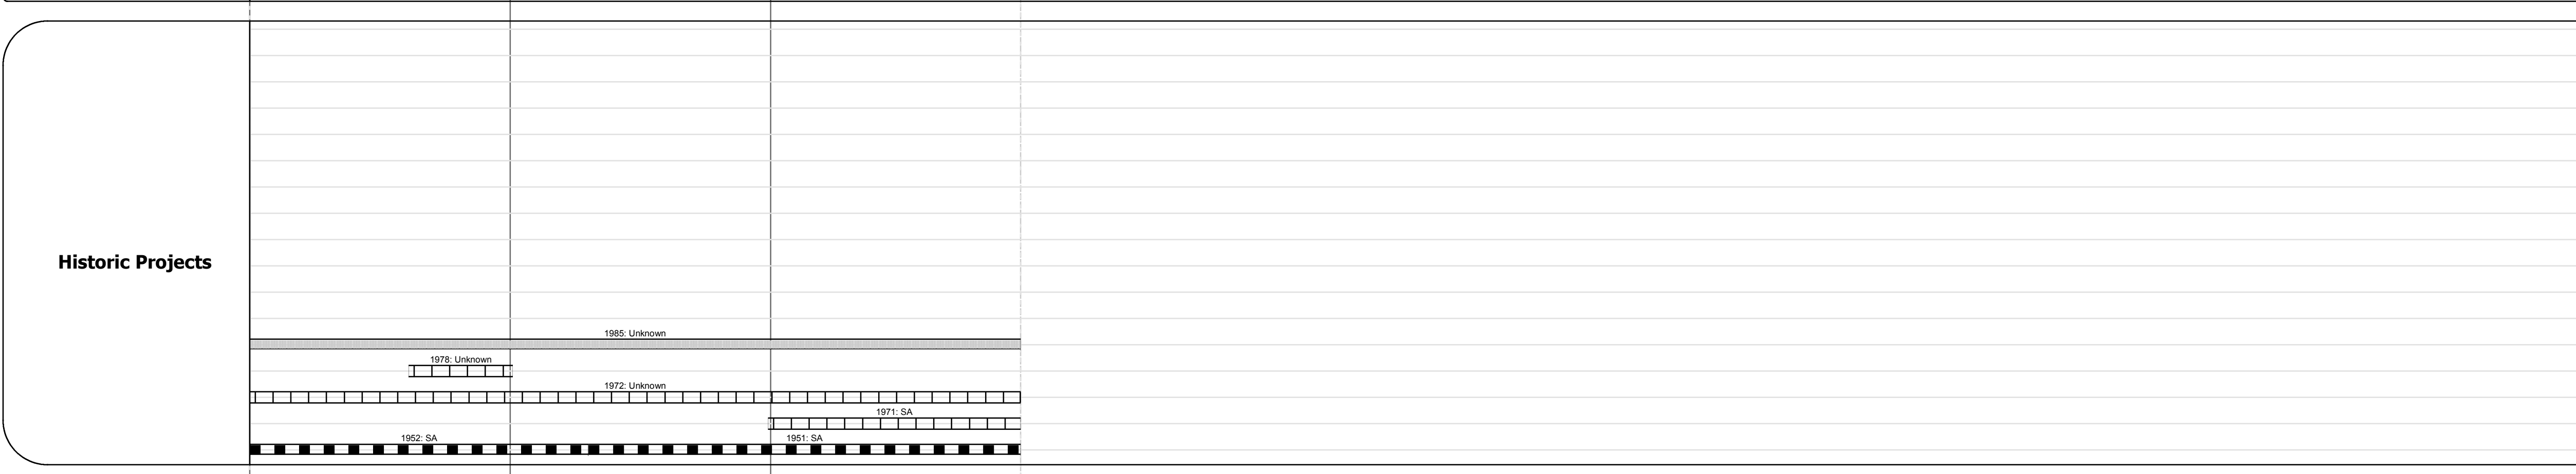 Historic Projects
1985: Unknown
1978: Unknown
1972: Unknown
1971: SA
1952: SA 1951: SA